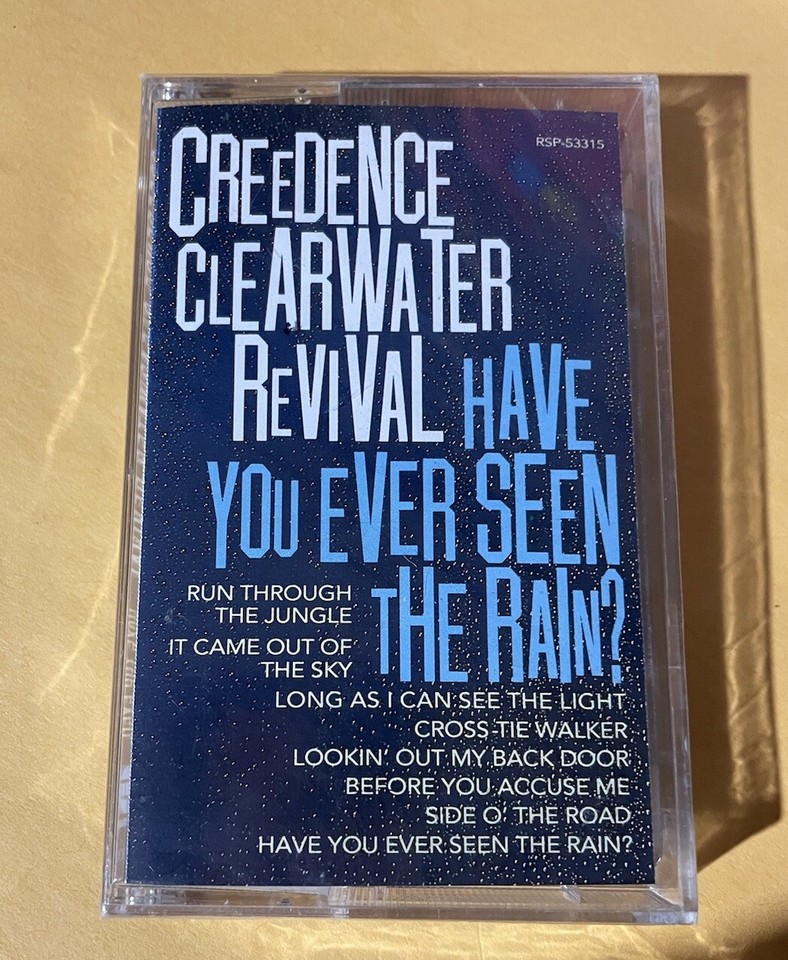 RSP-53315
CREEDENCE
CLEARWATER
REVIVAL HAVE
YOU EVER SEEN
THE RAIN?
RUN THROUGH
THE JUNGLE
IT CAME OUT OF
THE SKY
LONG AS I CAN SEE THE LIGHT
CROSS-TIE WALKER
LOOKIN' OUT MY BACK DOOR
BEFORE YOU ACCUSE ME
SIDE O' THE ROAD
HAVE YOU EVER SEEN THE RAIN?